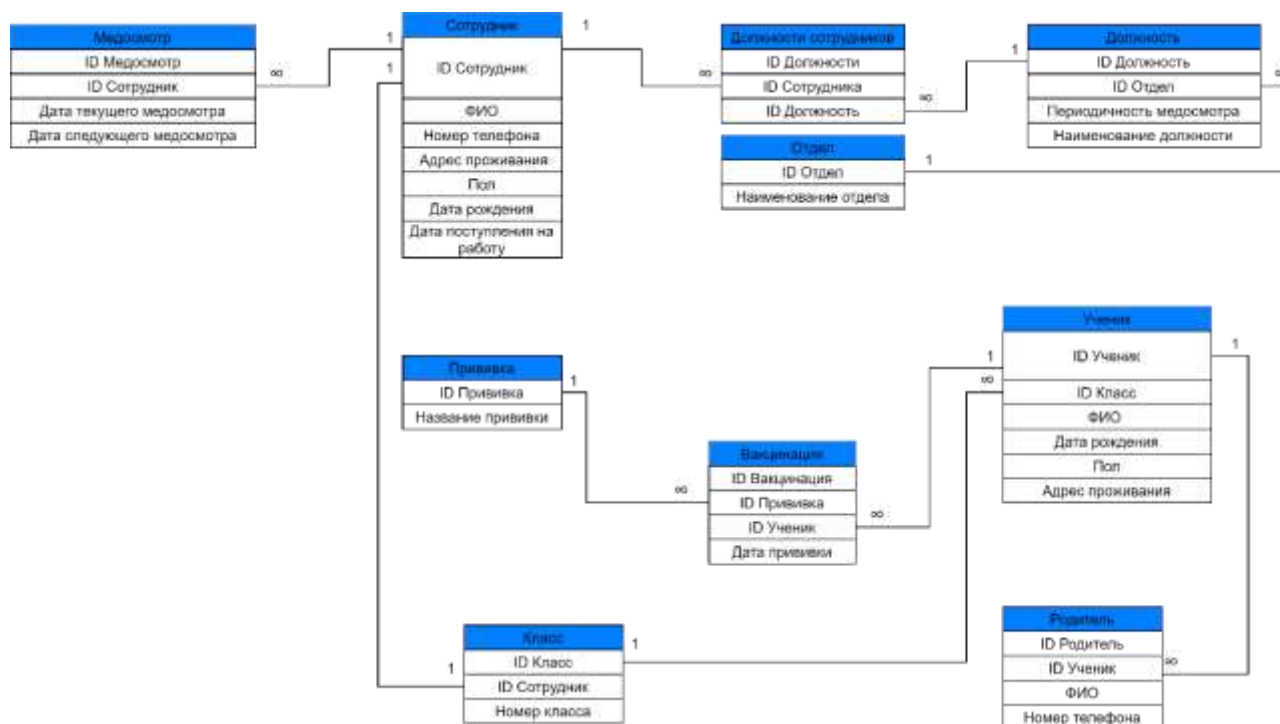 Медосмотр
ID Медосмотр
ID Сотрудник
Дата текущего медосмотра
Дата следующего медосмотра
1
∞
1
Сотрудник
ID Сотрудник
ФИО
Номер телефона
Адрес проживания
Пол
Дата рождения
Дата поступления на
работу
1
∞
Должности сотрудников
ID Должности
ID Сотрудника
ID Должность
∞
1
Должность
ID Должность
ID Отдел
Периодичность медосмотра
Наименование должности
∞
Отдел
ID Отдел
Наименование отдела
1
Прививка
ID Прививка
Название прививки
1
∞
Вакцинация
ID Вакцинация
ID Прививка
ID Ученик
Дата прививки
∞
1
∞
Ученик
ID Ученик
ID Класс
ФИО
Дата рождения
Пол
Адрес проживания
1
Класс
ID Класс
ID Сотрудник
Номер класса
1
1
Родитель
ID Родитель
ID Ученик
ФИО
Номер телефона
∞